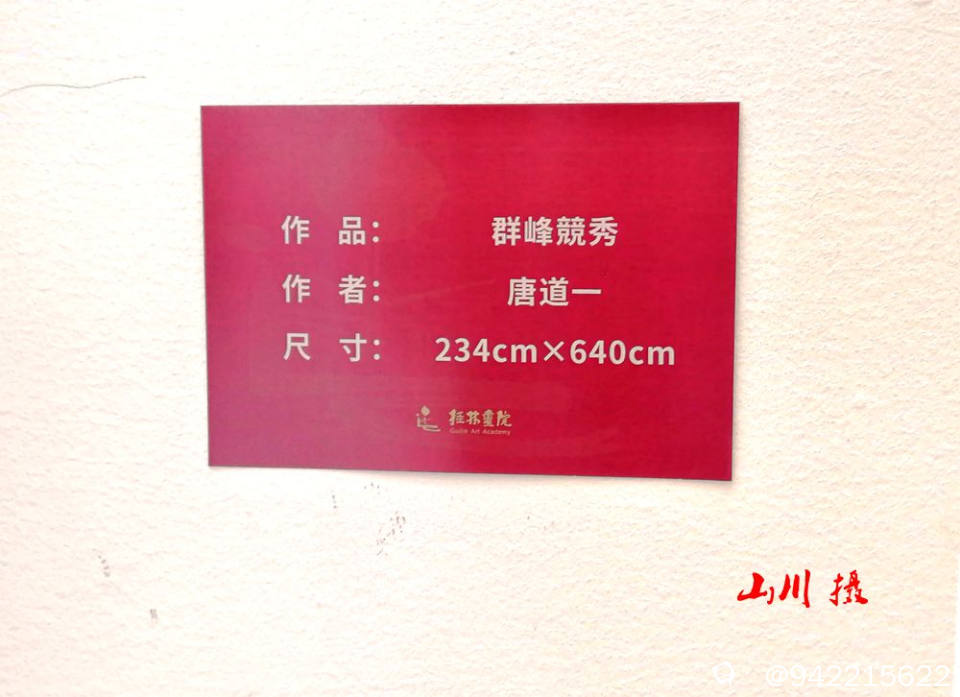 作 品： 群峰競秀
作 者： 唐道一
尺 寸： 234cm×640cm
桂林畫院
Guilin Art Academy
山川 摄
@942215622